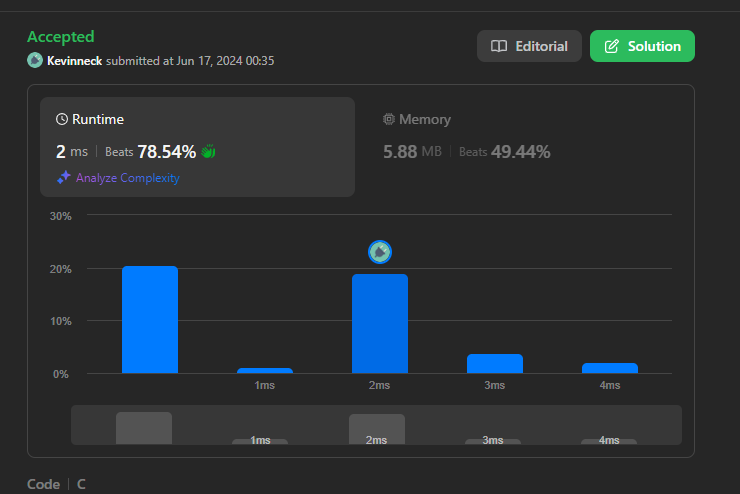 Accepted
Editorial
Solution
Kevinneck submitted at Jun 17, 2024 00:35
Runtime
2 ms | Beats 78.54%
Analyze Complexity
Memory
5.88 MB | Beats 49.44%
30%
20%
10%
0%
1ms 2ms 3ms 4ms
1ms 2ms 3ms 4ms
Code | C